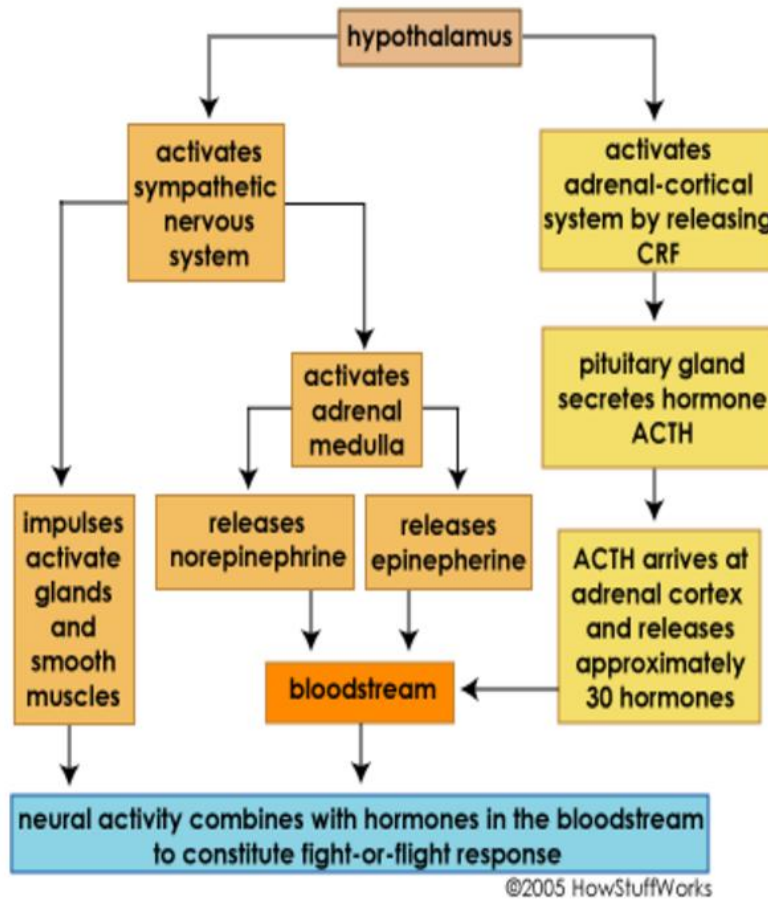 hypothalamus
activates
sympathetic
nervous
system
activates
adrenal-cortical
system by releasing
CRF
activates
adrenal
medulla
pituitary gland
secretes hormone
ACTH
impulses
activate
glands
and
smooth
muscles
releases
norepinephrine
releases
epinepherine
ACTH arrives at
adrenal cortex
and releases
approximately
30 hormones
bloodstream
neural activity combines with hormones in the bloodstream
to constitute fight-or-flight response
©2005 HowStuffWorks